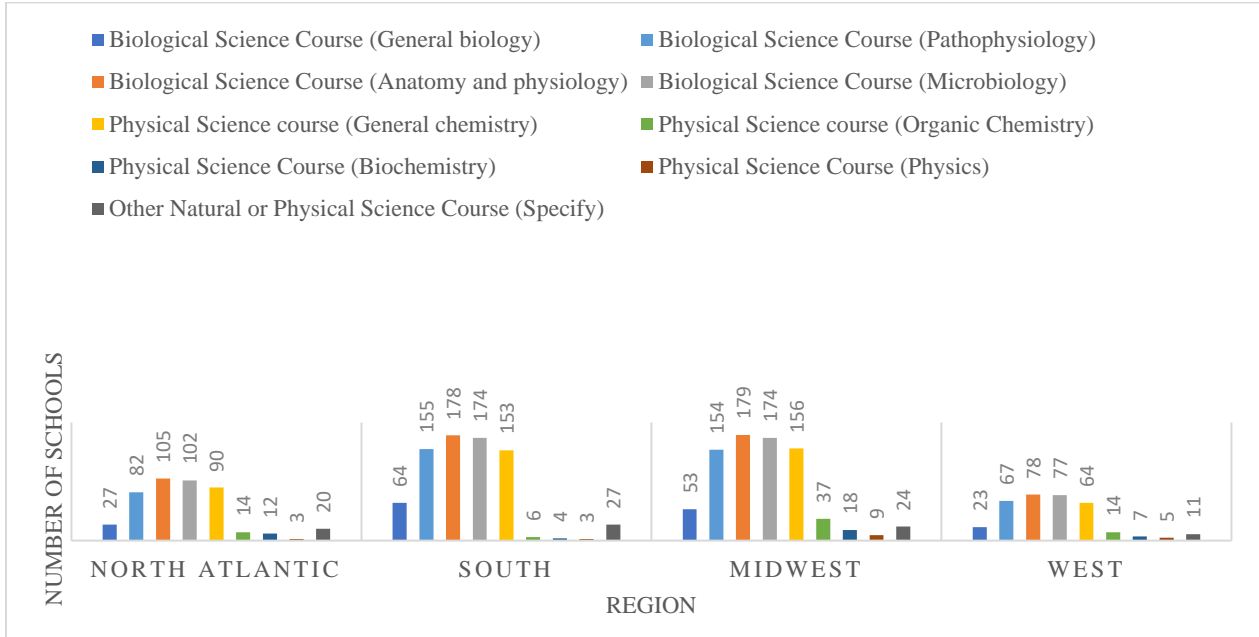 Biological Science Course (General biology)
Biological Science Course (Pathophysiology)
Biological Science Course (Anatomy and physiology)
Biological Science Course (Microbiology)
Physical Science course (General chemistry)
Physical Science course (Organic Chemistry)
Physical Science Course (Biochemistry)
Physical Science Course (Physics)
Other Natural or Physical Science Course (Specify)
NUMBER OF SCHOOLS
27 82 105 102 90 14 12 3 20
64 155 178 174 153 6 4 3 27
53 154 179 174 156 37 18 9 24
23 67 78 77 64 14 7 5 11
NORTH ATLANTIC SOUTH MIDWEST WEST
REGION